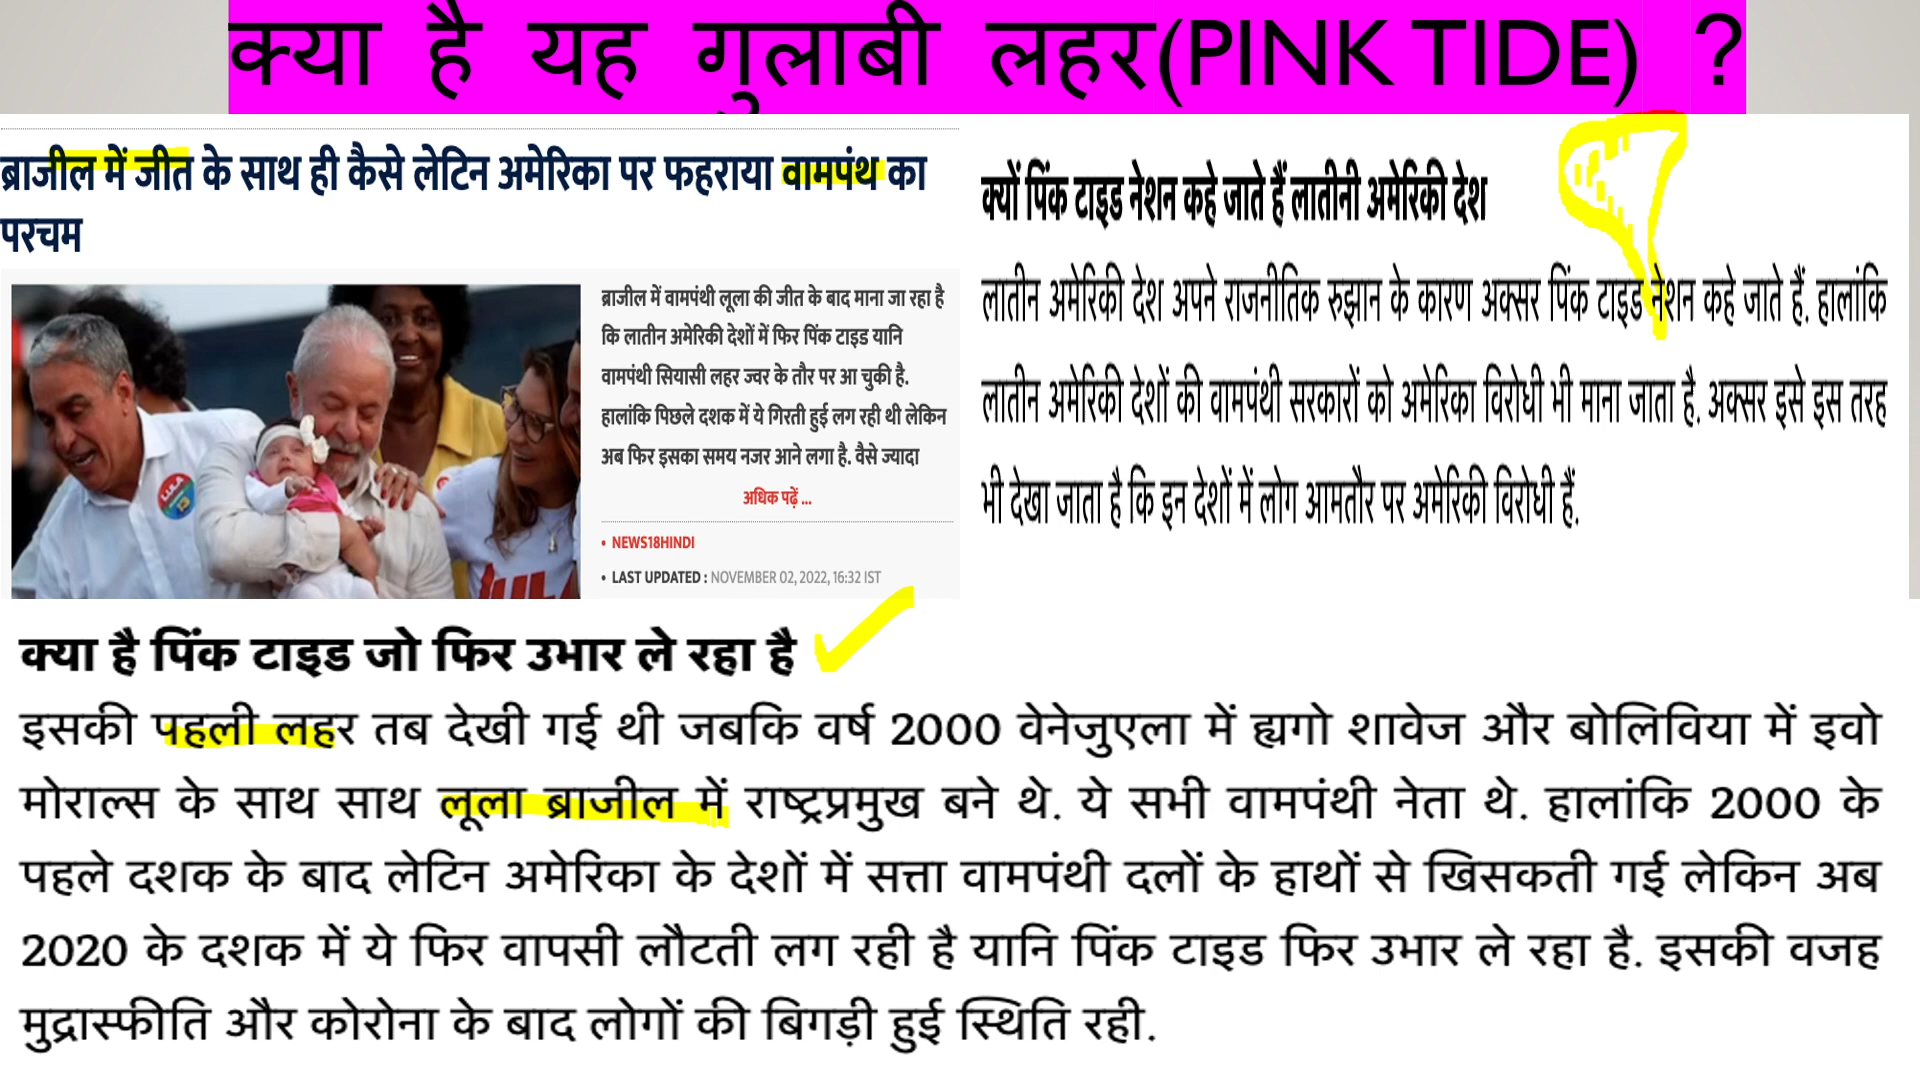 क्या है यह गुलाबी लहर(PINK TIDE) ?
ब्राजील में जीत के साथ ही कैसे लेटिन अमेरिका पर फहराया वामपंथ का
परचम
ब्राजील में वामपंथी लूला की जीत के बाद माना जा रहा है
कि लातीन अमेरिकी देशों में फिर पिंक टाइड यानि
वामपंथी सियासी लहर ज्वर के तौर पर आ चुकी है.
हालांकि पिछले दशक में ये गिरती हुई लग रही थी लेकिन
अब फिर इसका समय नजर आने लगा है. वैसे ज्यादा
अधिक पढ़ें ...
• NEWS18HINDI
• LAST UPDATED : NOVEMBER 02, 2022, 16:32 IST
LULA
क्यों पिंक टाइड नेशन कहे जाते हैं लातीनी अमेरिकी देश
लातीन अमेरिकी देश अपने राजनीतिक रुझान के कारण अक्सर पिंक टाइड नेशन कहे जाते हैं. हालांकि
लातीन अमेरिकी देशों की वामपंथी सरकारों को अमेरिका विरोधी भी माना जाता है. अक्सर इसे इस तरह
भी देखा जाता है कि इन देशों में लोग आमतौर पर अमेरिकी विरोधी हैं.
क्या है पिंक टाइड जो फिर उभार ले रहा है
इसकी पहली लहर तब देखी गई थी जबकि वर्ष 2000 वेनेजुएला में ह्यगो शावेज और बोलिविया में इवो
मोराल्स के साथ साथ लूला ब्राजील में राष्ट्रप्रमुख बने थे. ये सभी वामपंथी नेता थे. हालांकि 2000 के
पहले दशक के बाद लेटिन अमेरिका के देशों में सत्ता वामपंथी दलों के हाथों से खिसकती गई लेकिन अब
2020 के दशक में ये फिर वापसी लौटती लग रही है यानि पिंक टाइड फिर उभार ले रहा है. इसकी वजह
मुद्रास्फीति और कोरोना के बाद लोगों की बिगड़ी हुई स्थिति रही.